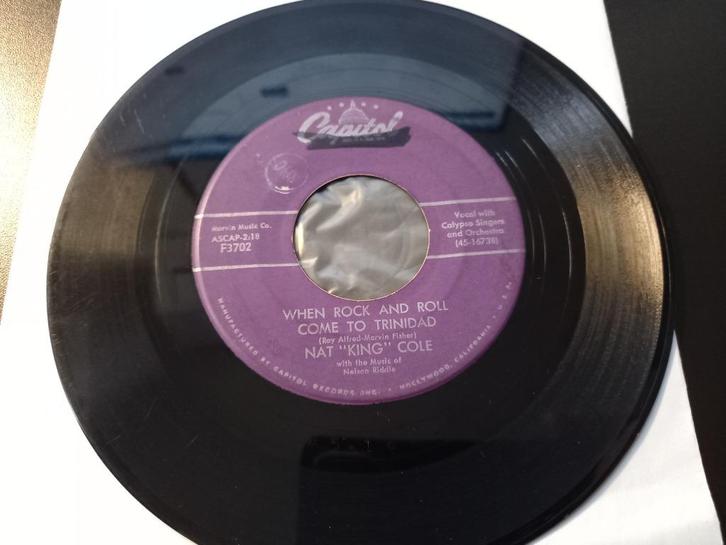 Capitol
Marvin Music Co.
ASCAP-2:18
F3702
Vocal with
Calypso Singers
and Orchestra
(45-16738)
WHEN ROCK AND ROLL
COME TO TRINIDAD
(Roy Alfred-Marvin Fisher)
NAT "KING" COLE
with the Music of
Nelson Riddle
MANUFACTURED BY CAPITOL RECORDS INC. • HOLLYWOOD, CALIFORNIA, U.S.A.